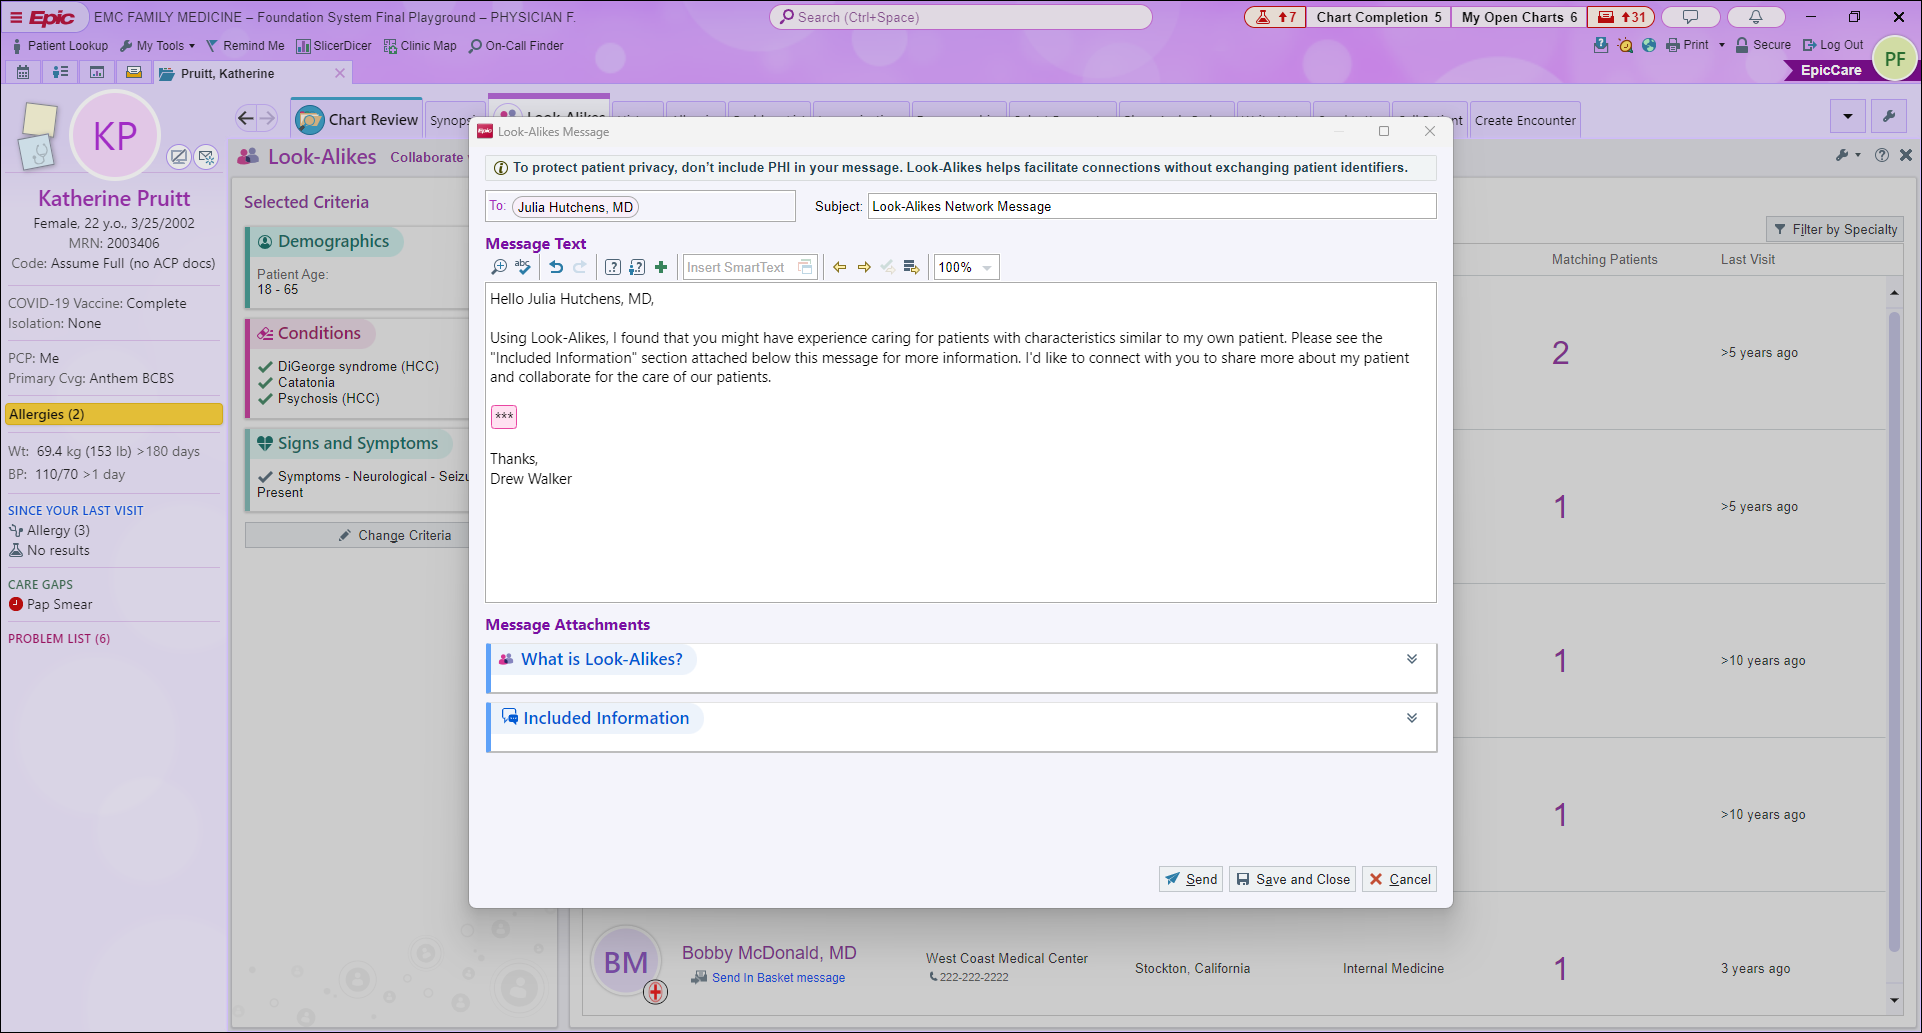 Epic EMC FAMILY MEDICINE – Foundation System Final Playground – PHYSICIAN F.
Search (Ctrl+Space)
7
Chart Completion 5
My Open Charts 6
31
Patient Lookup
My Tools
Remind Me
SlicerDicer
Clinic Map
On-Call Finder
Print
Secure
Log Out
PF
Pruitt, Katherine
EpicCare
KP
Katherine Pruitt
Female, 22 y.o., 3/25/2002
MRN: 2003406
Code: Assume Full (no ACP docs)
COVID-19 Vaccine: Complete
Isolation: None
PCP: Me
Primary Cvg: Anthem BCBS
Allergies (2)
Wt: 69.4 kg (153 lb) >180 days
BP: 110/70 >1 day
SINCE YOUR LAST VISIT
Allergy (3)
No results
CARE GAPS
Pap Smear
PROBLEM LIST (6)
Chart Review
Look-Alikes
Create Encounter
Look-Alikes
Collaborate
Selected Criteria
Demographics
Patient Age:
18 - 65
Conditions
DiGeorge syndrome (HCC)
Catatonia
Psychosis (HCC)
Signs and Symptoms
Symptoms - Neurological -
Present
Change Criteria
Epic Look-Alikes Message
To protect patient privacy, don't include PHI in your message. Look-Alikes helps facilitate connections without exchanging patient identifiers.
To: Julia Hutchens, MD
Subject: Look-Alikes Network Message
Message Text
abc
Insert SmartText
100%
Hello Julia Hutchens, MD,
Using Look-Alikes, I found that you might have experience caring for patients with characteristics similar to my own patient. Please see the
"Included Information" section attached below this message for more information. I'd like to connect with you to share more about my patient
and collaborate for the care of our patients.
***
Thanks,
Drew Walker
Message Attachments
What is Look-Alikes?
Included Information
Send
Save and Close
Cancel
Filter by Specialty
Matching Patients
Last Visit
2
>5 years ago
1
>5 years ago
1
>10 years ago
1
>10 years ago
BM
Bobby McDonald, MD
Send In Basket message
West Coast Medical Center
222-222-2222
Stockton, California
Internal Medicine
1
3 years ago